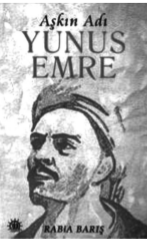 Aşkın Adı
YUNUS
EMRE
RABİA BARIŞ